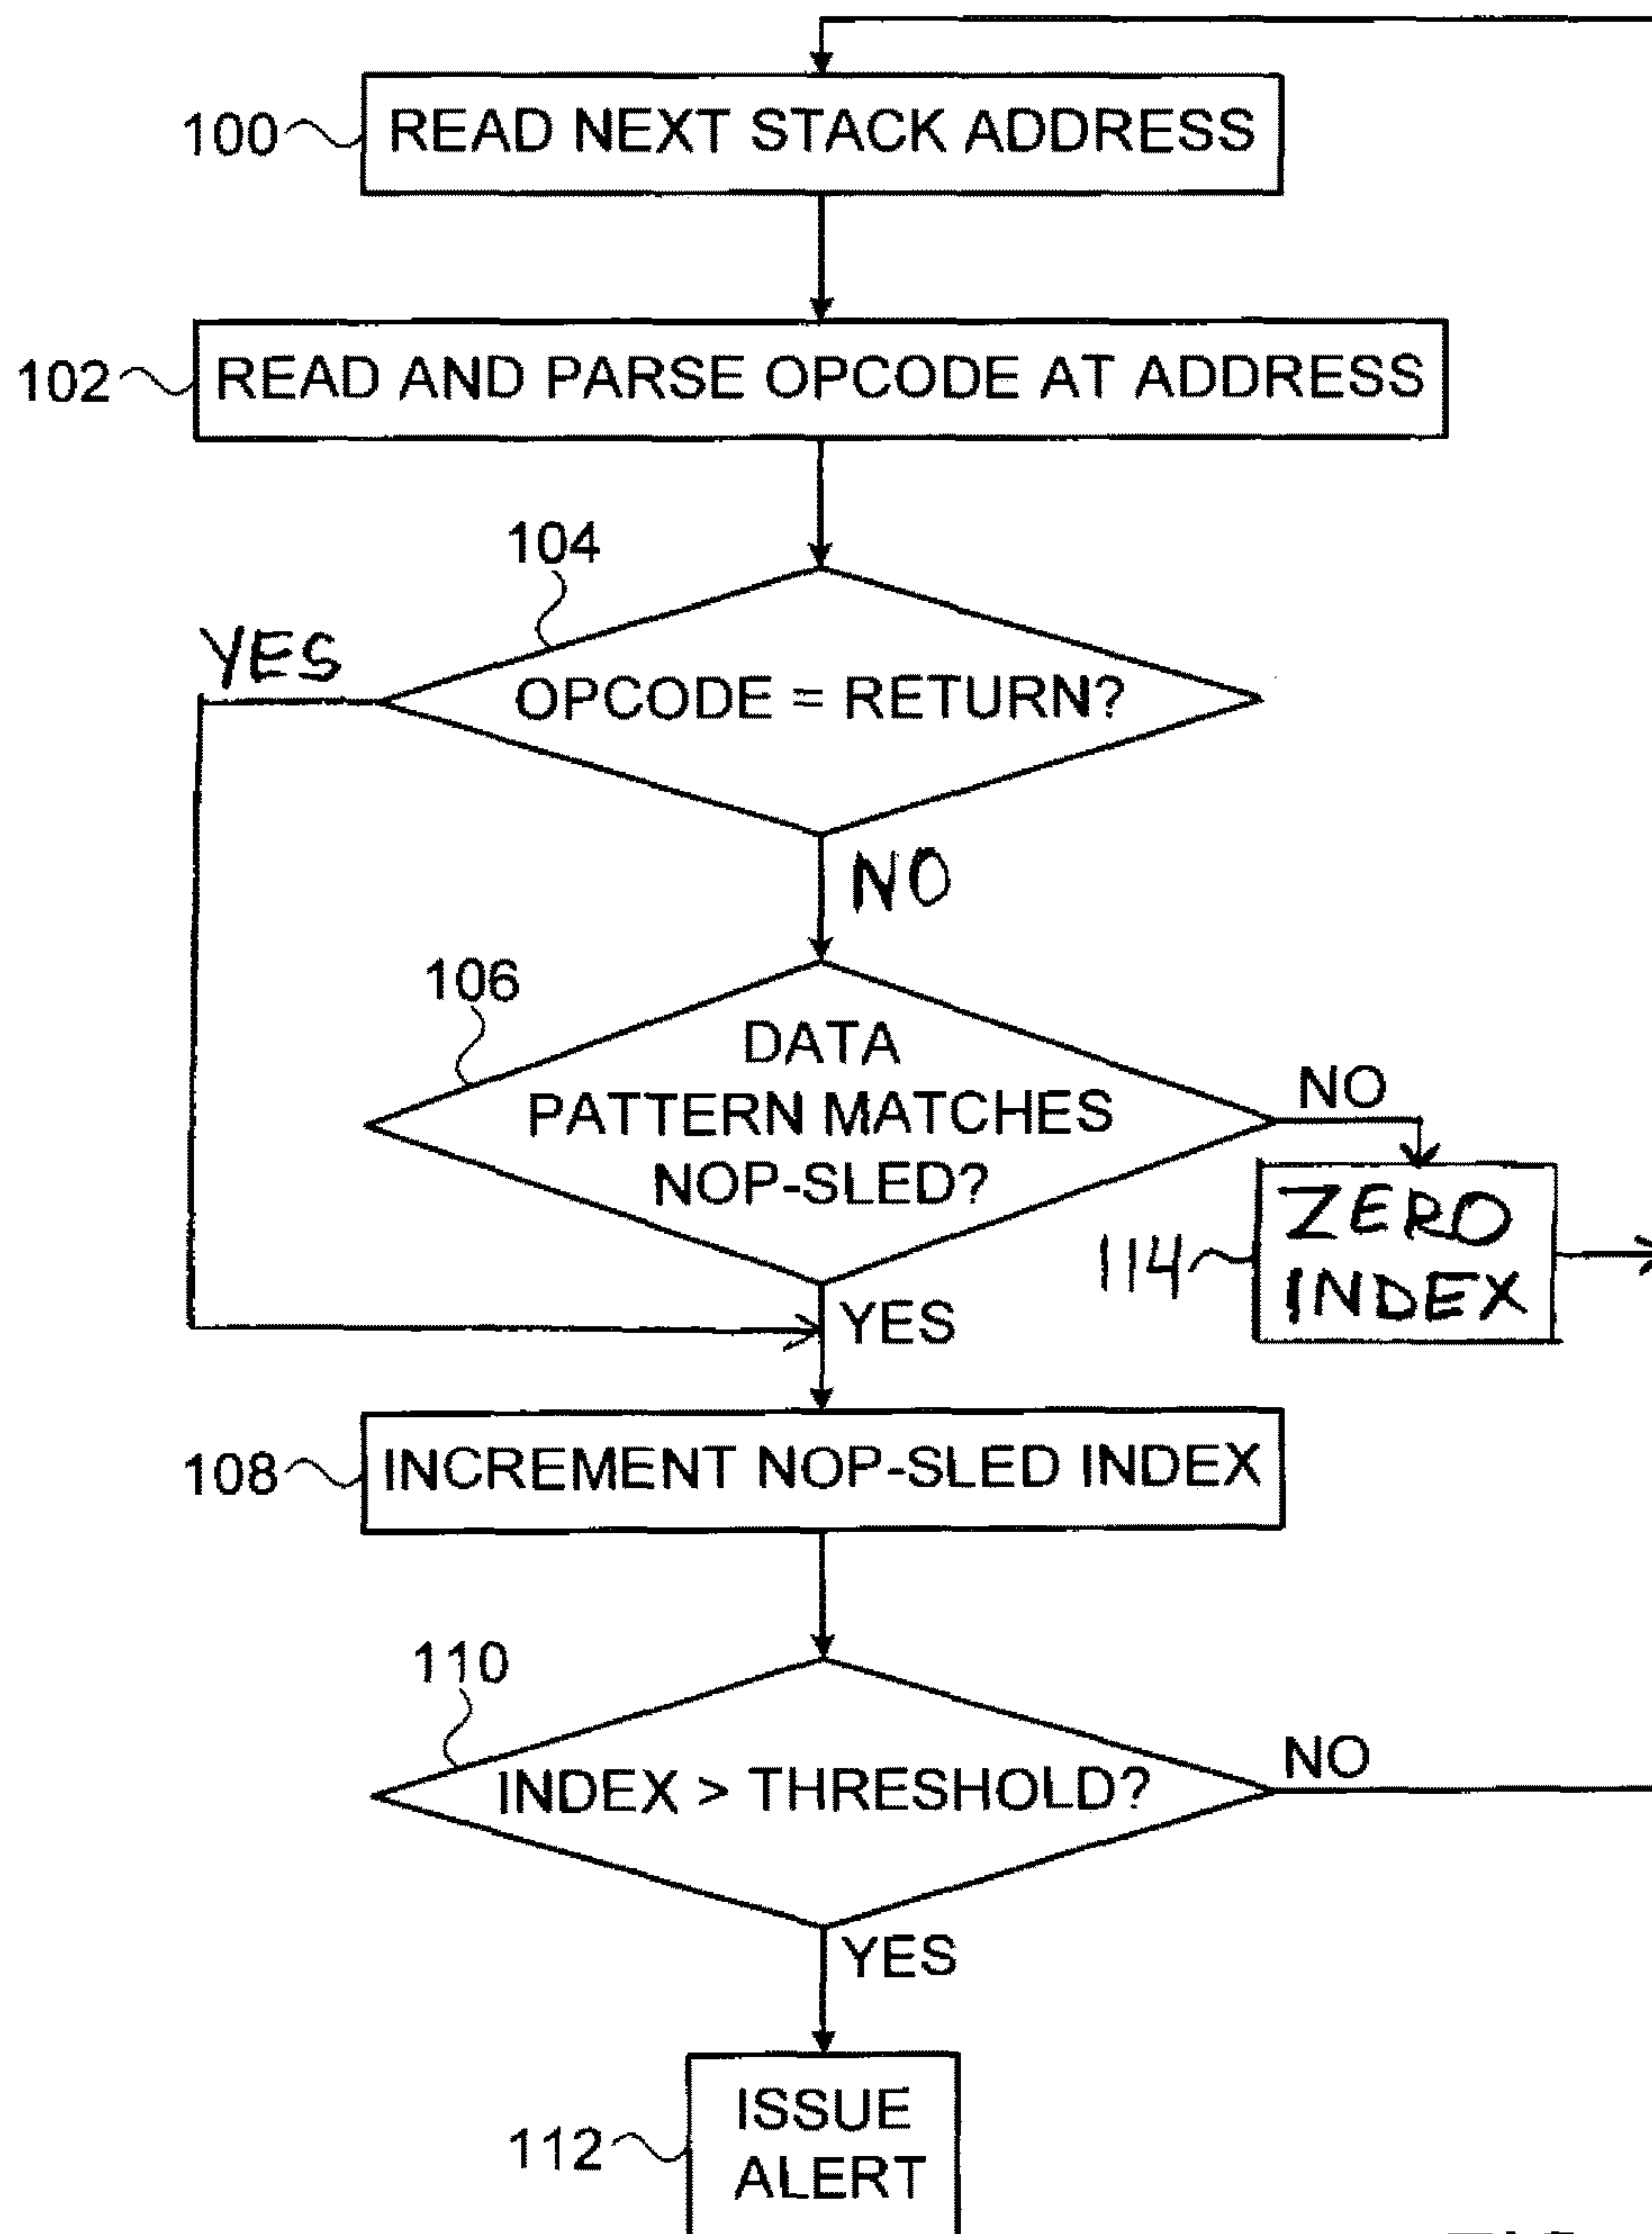 100
READ NEXT STACK ADDRESS
102
READ AND PARSE OPCODE AT ADDRESS
104
YES
OPCODE = RETURN?
NO
106
DATA
PATTERN MATCHES
NOP-SLED?
NO
114
ZERO
INDEX
YES
108
INCREMENT NOP-SLED INDEX
110
INDEX > THRESHOLD?
NO
YES
112
ISSUE
ALERT